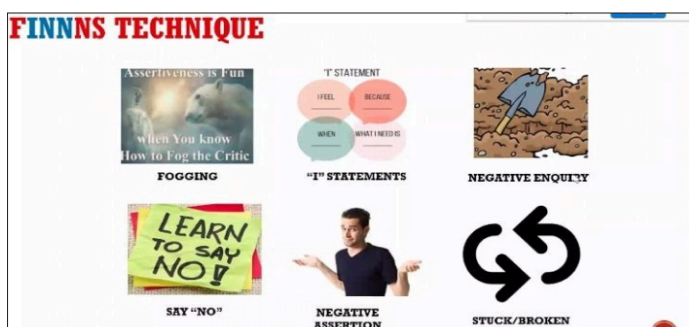 FINNNS TECHNIQUE
Assertiveness is Fun
when You know
How to Fog the Critic
"I" STATEMENT
I FEEL
BECAUSE
WHEN
WHAT I NEED IS
FOGGING
"I" STATEMENTS
NEGATIVE ENQUIRY
LEARN
TO SAY
NO!
SAY "NO"
NEGATIVE
ASSERTION
STUCK/BROKEN